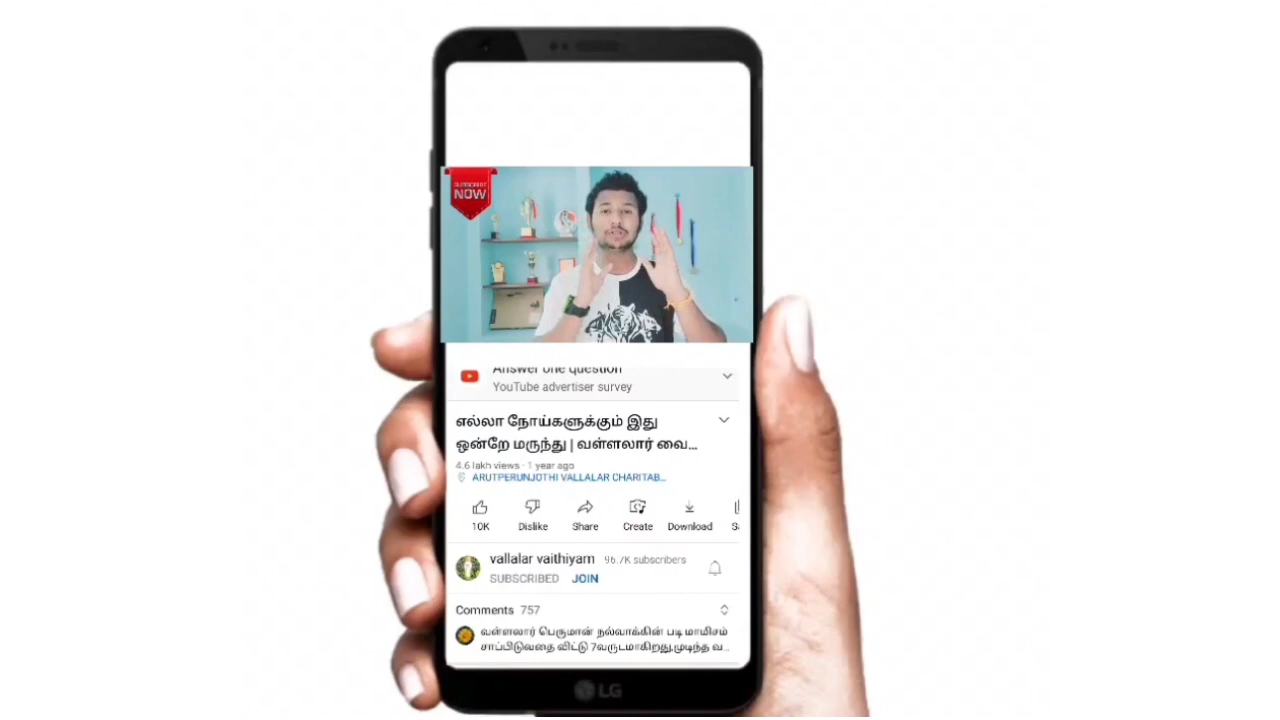 SUBSCRIBE
NOW
Answer one question
YouTube advertiser survey
எல்லா நோய்களுக்கும் இது
ஒன்றே மருந்து | வள்ளலார் வை...
4.6 lakh views · 1 year ago
ARUTPERUNJOTHI VALLALAR CHARITAB...
10K Dislike Share Create Download
vallalar vaithiyam 96.7K subscribers
SUBSCRIBED JOIN
Comments 757
வள்ளலார் பெருமான் நல்வாக்கின் படி மாமிசம்
சாப்பிடுவதை விட்டு 7வருடமாகிறது,முடிந்த வ...
LG